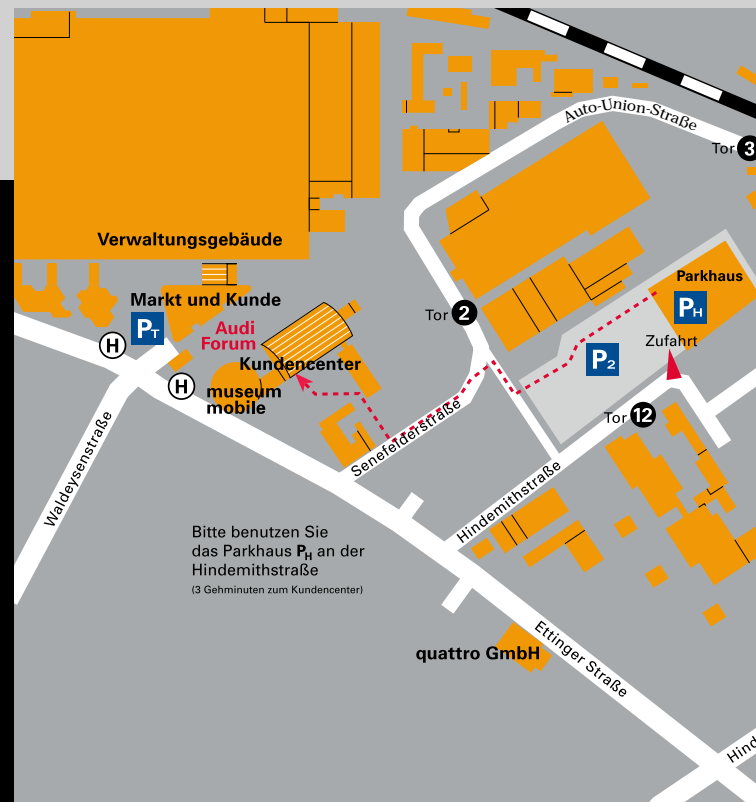 Auto-Union-Straße
Tor 3
Verwaltungsgebäude
Parkhaus
Markt und Kunde
PT
PH
Tor 2
Audi
Forum
H
Zufahrt
Kundencenter
P2
H
museum
mobile
Tor 12
Senefelderstraße
Waldeysenstraße
Hindemithstraße
Bitte benutzen Sie
das Parkhaus PH an der
Hindemithstraße
(3 Gehminuten zum Kundencenter)
quattro GmbH
Ettinger Straße
Hind